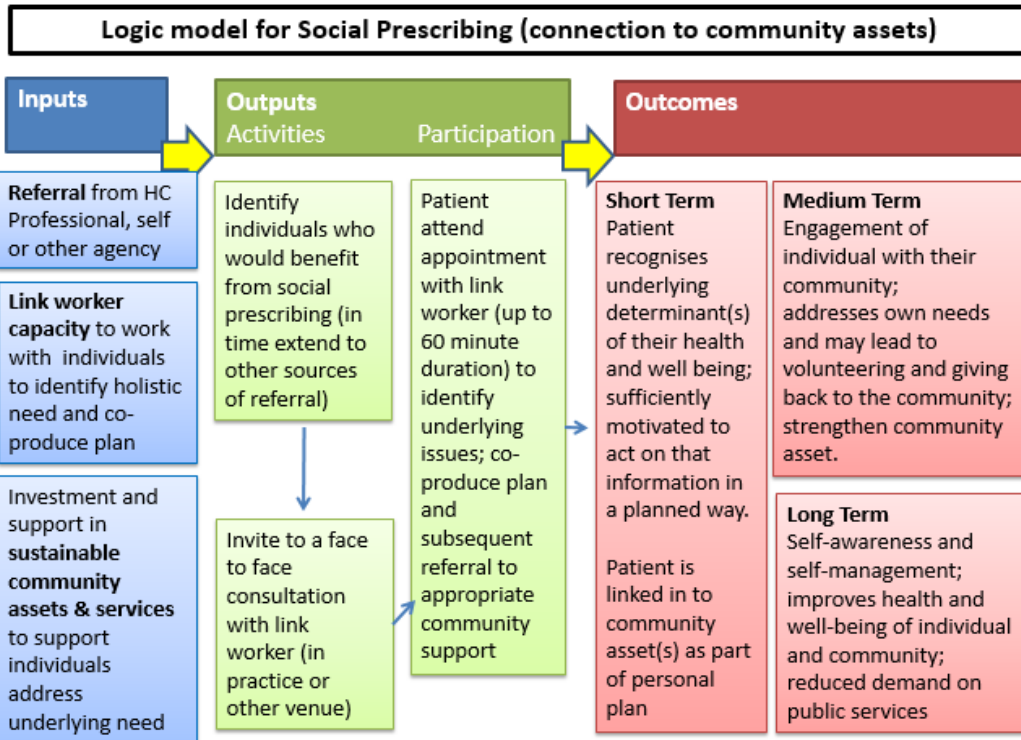 Logic model for Social Prescribing (connection to community assets)
Inputs
Outputs
Activities
Participation
Outcomes
Referral from HC
Professional, self
or other agency
Link worker
capacity to work
with individuals
to identify holistic
need and co-
produce plan
Investment and
support in
sustainable
community
assets & services
to support
individuals
address
underlying need
Identify
individuals who
would benefit
from social
prescribing (in
time extend to
other sources
of referral)
Invite to a face
to face
consultation
with link
worker (in
practice or
other venue)
Patient
attend
appointment
with link
worker (up to
60 minute
duration) to
identify
underlying
issues; co-
produce plan
and
subsequent
referral to
appropriate
community
support
Short Term
Patient
recognises
underlying
determinant(s)
of their health
and well being;
sufficiently
motivated to
act on that
information in
a planned way.
Patient is
linked in to
community
asset(s) as part
of personal
plan
Medium Term
Engagement of
individual with their
community;
addresses own needs
and may lead to
volunteering and giving
back to the community;
strengthen community
asset.
Long Term
Self-awareness and
self-management;
improves health and
well-being of individual
and community;
reduced demand on
public services